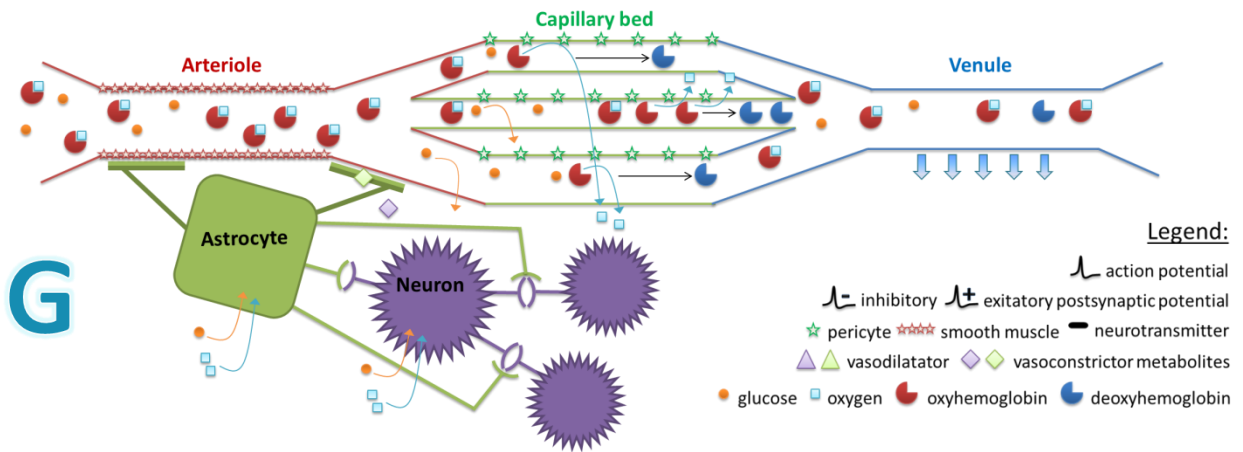 Capillary bed
Arteriole
Venule
Astrocyte
Neuron
G
Legend:
action potential
- inhibitory + exitatory postsynaptic potential
pericyte smooth muscle neurotransmitter
vasodilatator vasoconstrictor metabolites
glucose oxygen oxyhemoglobin deoxyhemoglobin